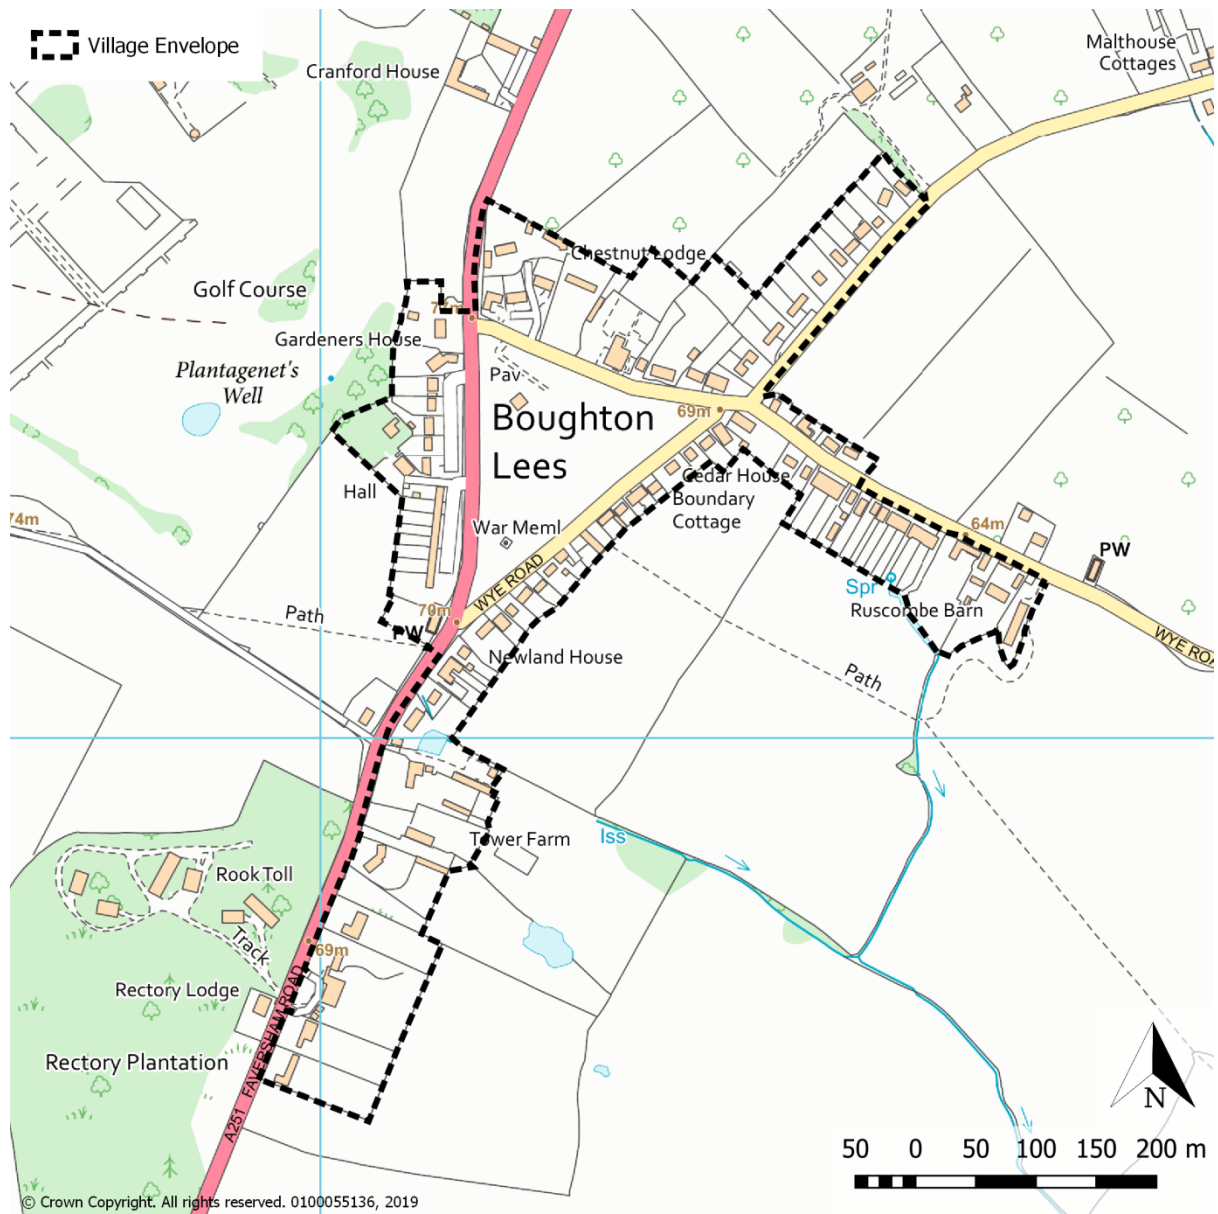 Village Envelope
Cranford House
Malthouse
Cottages
Chestnut Lodge
Golf Course
77m
Gardeners House
Plantagenet's
Well
Pav
69m
Boughton
Lees
Hall
Cedar House
Boundary
Cottage
74m
War Meml
64m
PW
WYE ROAD
Spr
Ruscombe Barn
Path
70m
PW
WYE ROA
Newland House
Path
Tower Farm
Iss
Rook Toll
Track
69m
Rectory Lodge
Rectory Plantation
A251 FAVERSHAM ROAD
N
50 0 50 100 150 200 m
© Crown Copyright. All rights reserved. 0100055136, 2019